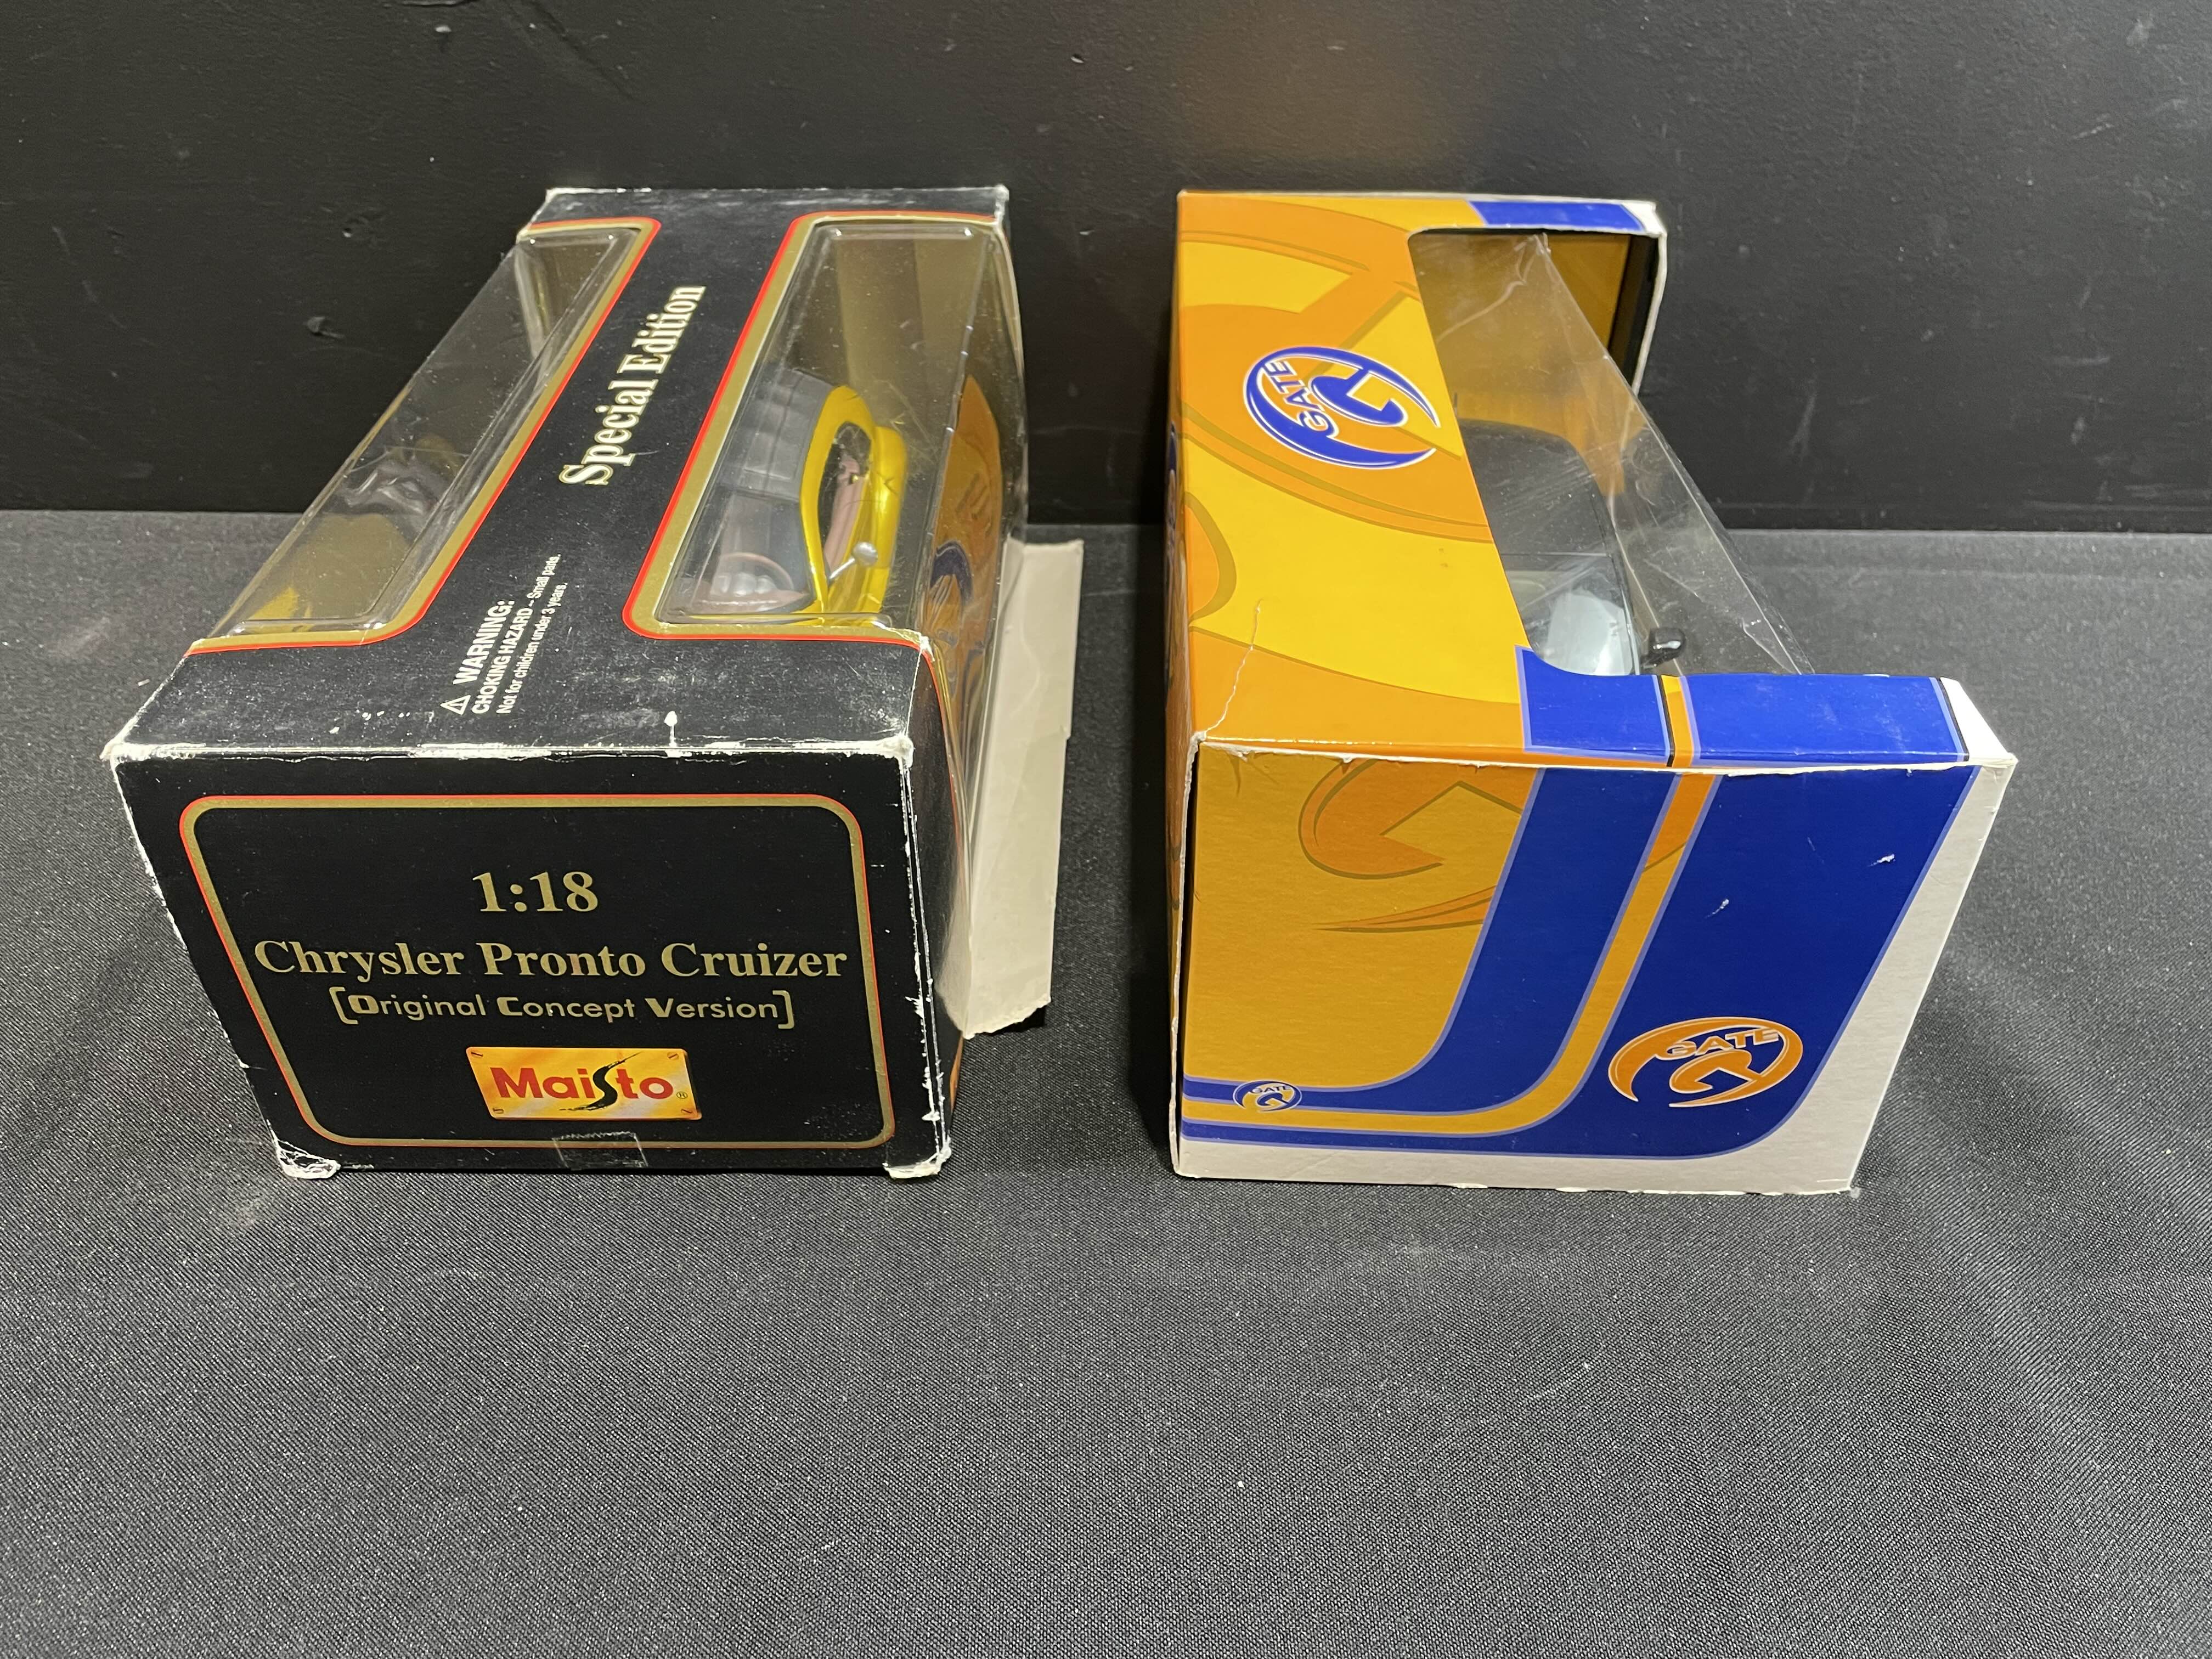 Special Edition
⚠ WARNING:
CHOKING HAZARD - Small parts.
Not for children under 3 years.
1:18
Chrysler Pronto Cruizer
[Original Concept Version]
Maisto®
GATE
GATE
GATE